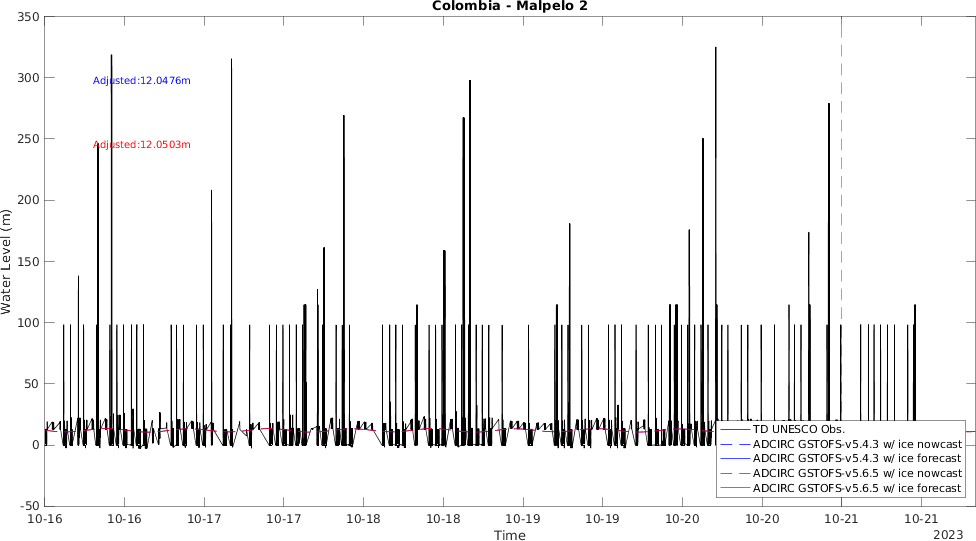 Colombia - Malpelo 2
350
300
250
200
150
100
50
0
-50
Water Level (m)
Adjusted:12.0476m
Adjusted:12.0503m
TD UNESCO Obs.
ADCIRC GSTOFS-v5.4.3 w/ ice nowcast
ADCIRC GSTOFS-v5.4.3 w/ ice forecast
ADCIRC GSTOFS-v5.6.5 w/ ice nowcast
ADCIRC GSTOFS-v5.6.5 w/ ice forecast
10-16 10-16 10-17 10-17 10-18 10-18 10-19 10-19 10-20 10-20 10-21 10-21
Time
2023